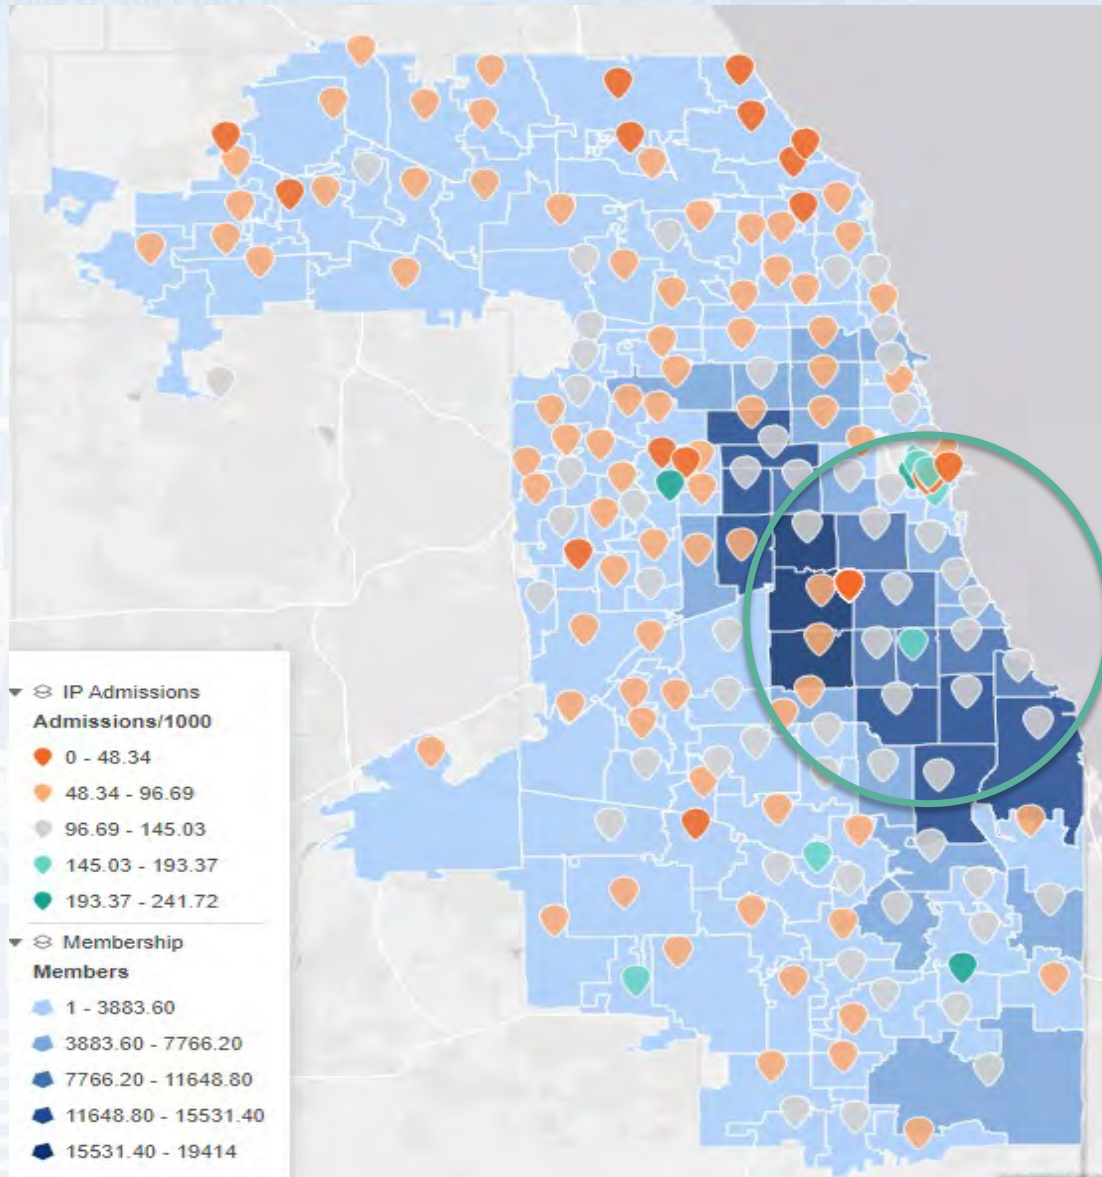 IP Admissions
Admissions/1000
0 - 48.34
48.34 - 96.69
96.69 - 145.03
145.03 - 193.37
193.37 - 241.72
Membership
Members
1 - 3883.60
3883.60 - 7766.20
7766.20 - 11648.80
11648.80 - 15531.40
15531.40 - 19414